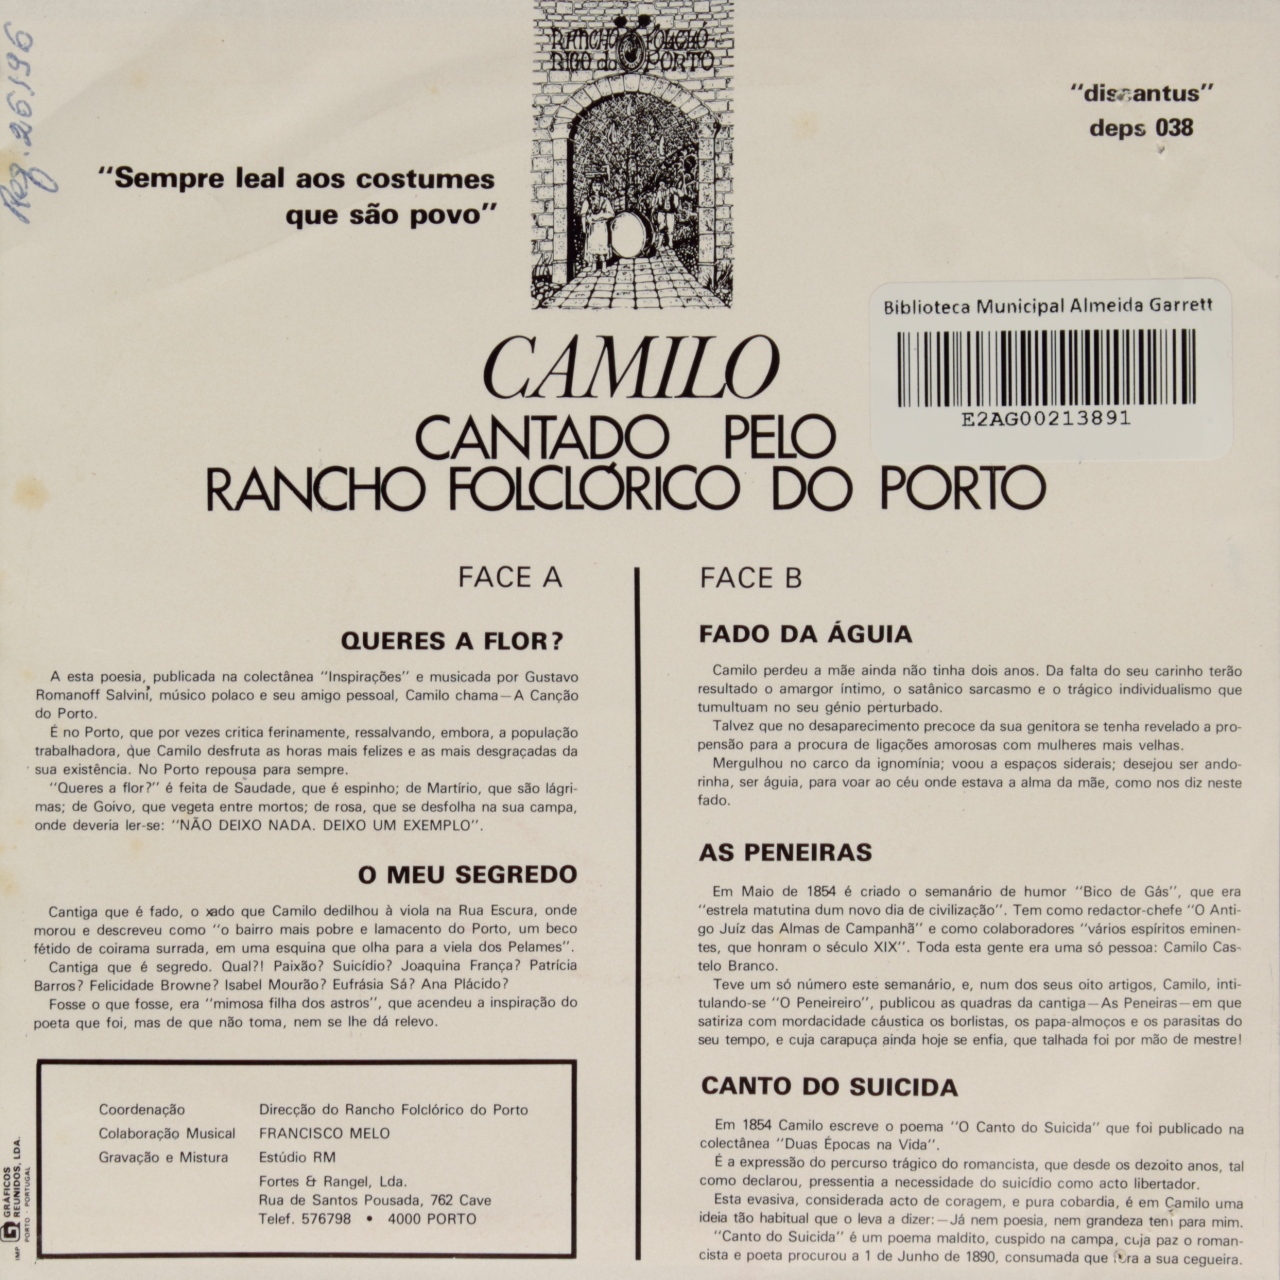 Reg. 26196
RANCHO FOLCLÓ
RICO do PORTO
"discantus"
deps 038
"Sempre leal aos costumes
que são povo"
Biblioteca Municipal Almeida Garrett
E2AG00213891
CAMILO
CANTADO PELO
RANCHO FOLCLÓRICO DO PORTO
FACE A
QUERES A FLOR?
A esta poesia, publicada na colectânea "Inspirações" e musicada por Gustavo
Romanoff Salvini, músico polaco e seu amigo pessoal, Camilo chama—A Canção
do Porto.
É no Porto, que por vezes critica ferinamente, ressalvando, embora, a população
trabalhadora, que Camilo desfruta as horas mais felizes e as mais desgraçadas da
sua existência. No Porto repousa para sempre.
"Queres a flor?" é feita de Saudade, que é espinho; de Martírio, que são lágri-
mas; de Goivo, que vegeta entre mortos; de rosa, que se desfolha na sua campa,
onde deveria ler-se: "NÃO DEIXO NADA. DEIXO UM EXEMPLO".
O MEU SEGREDO
Cantiga que é fado, o xado que Camilo dedilhou à viola na Rua Escura, onde
morou e descreveu como "o bairro mais pobre e lamacento do Porto, um beco
fétido de coirama surrada, em uma esquina que olha para a viela dos Pelames".
Cantiga que é segredo. Qual?! Paixão? Suicídio? Joaquina França? Patrícia
Barros? Felicidade Browne? Isabel Mourão? Eufrásia Sá? Ana Plácido?
Fosse o que fosse, era "mimosa filha dos astros", que acendeu a inspiração do
poeta que foi, mas de que não toma, nem se lhe dá relevo.
Coordenação Direcção do Rancho Folclórico do Porto
Colaboração Musical FRANCISCO MELO
Gravação e Mistura Estúdio RM
Fortes & Rangel, Lda.
Rua de Santos Pousada, 762 Cave
Telef. 576798 • 4000 PORTO
IMP GRÁFICOS
REUNIDOS, LDA.
PORTO - PORTUGAL
FACE B
FADO DA ÁGUIA
Camilo perdeu a mãe ainda não tinha dois anos. Da falta do seu carinho terão
resultado o amargor íntimo, o satânico sarcasmo e o trágico individualismo que
tumultuam no seu génio perturbado.
Talvez que no desaparecimento precoce da sua genitora se tenha revelado a pro-
pensão para a procura de ligações amorosas com mulheres mais velhas.
Mergulhou no carco da ignomínia; voou a espaços siderais; desejou ser ando-
rinha, ser águia, para voar ao céu onde estava a alma da mãe, como nos diz neste
fado.
AS PENEIRAS
Em Maio de 1854 é criado o semanário de humor "Bico de Gás", que era
"estrela matutina dum novo dia de civilização". Tem como redactor-chefe "O Anti-
go Juíz das Almas de Campanhã" e como colaboradores "vários espíritos eminen-
tes, que honram o século XIX". Toda esta gente era uma só pessoa: Camilo Cas-
telo Branco.
Teve um só número este semanário, e, num dos seus oito artigos, Camilo, inti-
tulando-se "O Peneireiro", publicou as quadras da cantiga—As Peneiras—em que
satiriza com mordacidade cáustica os borlistas, os papa-almoços e os parasitas do
seu tempo, e cuja carapuça ainda hoje se enfia, que talhada foi por mão de mestre!
CANTO DO SUICIDA
Em 1854 Camilo escreve o poema "O Canto do Suicida" que foi publicado na
colectânea "Duas Épocas na Vida".
É a expressão do percurso trágico do romancista, que desde os dezoito anos, tal
como declarou, pressentia a necessidade do suicídio como acto libertador.
Esta evasiva, considerada acto de coragem, e pura cobardia, é em Camilo uma
ideia tão habitual que o leva a dizer:—Já nem poesia, nem grandeza tem para mim.
"Canto do Suicida" é um poema maldito, cuspido na campa, cuja paz o roman-
cista e poeta procurou a 1 de Junho de 1890, consumada que fora a sua cegueira.